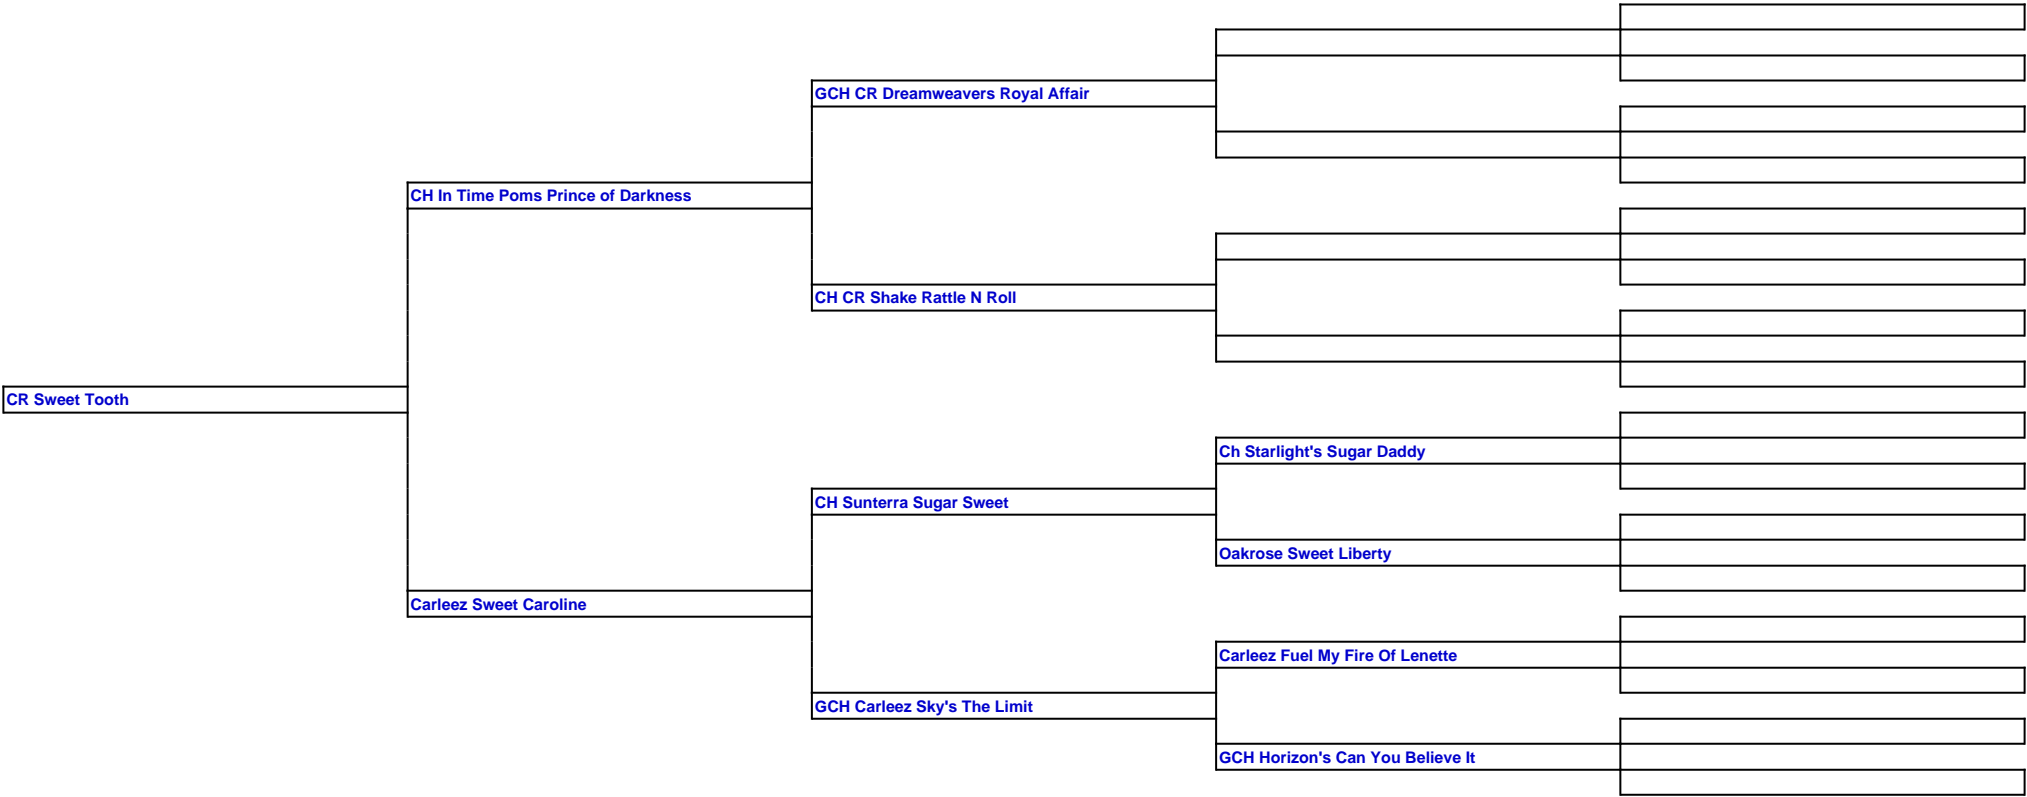 GCH CR Dreamweavers Royal Affair
CH In Time Poms Prince of Darkness
CH CR Shake Rattle N Roll
CR Sweet Tooth
Ch Starlight's Sugar Daddy
CH Sunterra Sugar Sweet
Oakrose Sweet Liberty
Carleez Sweet Caroline
Carleez Fuel My Fire Of Lenette
GCH Carleez Sky's The Limit
GCH Horizon's Can You Believe It